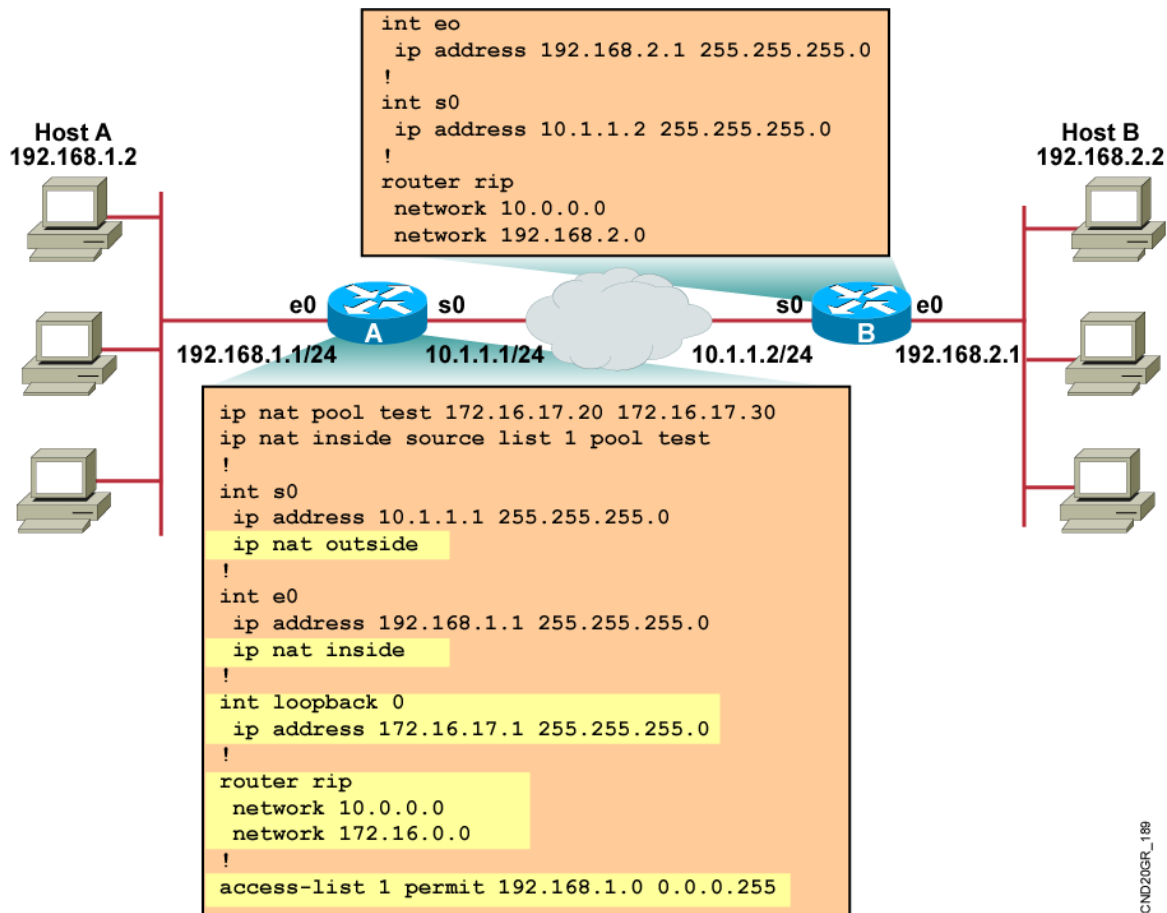 int eo
ip address 192.168.2.1 255.255.255.0
!
int s0
ip address 10.1.1.2 255.255.255.0
!
router rip
network 10.0.0.0
network 192.168.2.0
Host A
192.168.1.2
Host B
192.168.2.2
e0
s0
s0
e0
A
B
192.168.1.1/24
10.1.1.1/24
10.1.1.2/24
192.168.2.1
ip nat pool test 172.16.17.20 172.16.17.30
ip nat inside source list 1 pool test
!
int s0
ip address 10.1.1.1 255.255.255.0
ip nat outside
!
int e0
ip address 192.168.1.1 255.255.255.0
ip nat inside
!
int loopback 0
ip address 172.16.17.1 255.255.255.0
!
router rip
network 10.0.0.0
network 172.16.0.0
!
access-list 1 permit 192.168.1.0 0.0.0.255
CND20GR_189